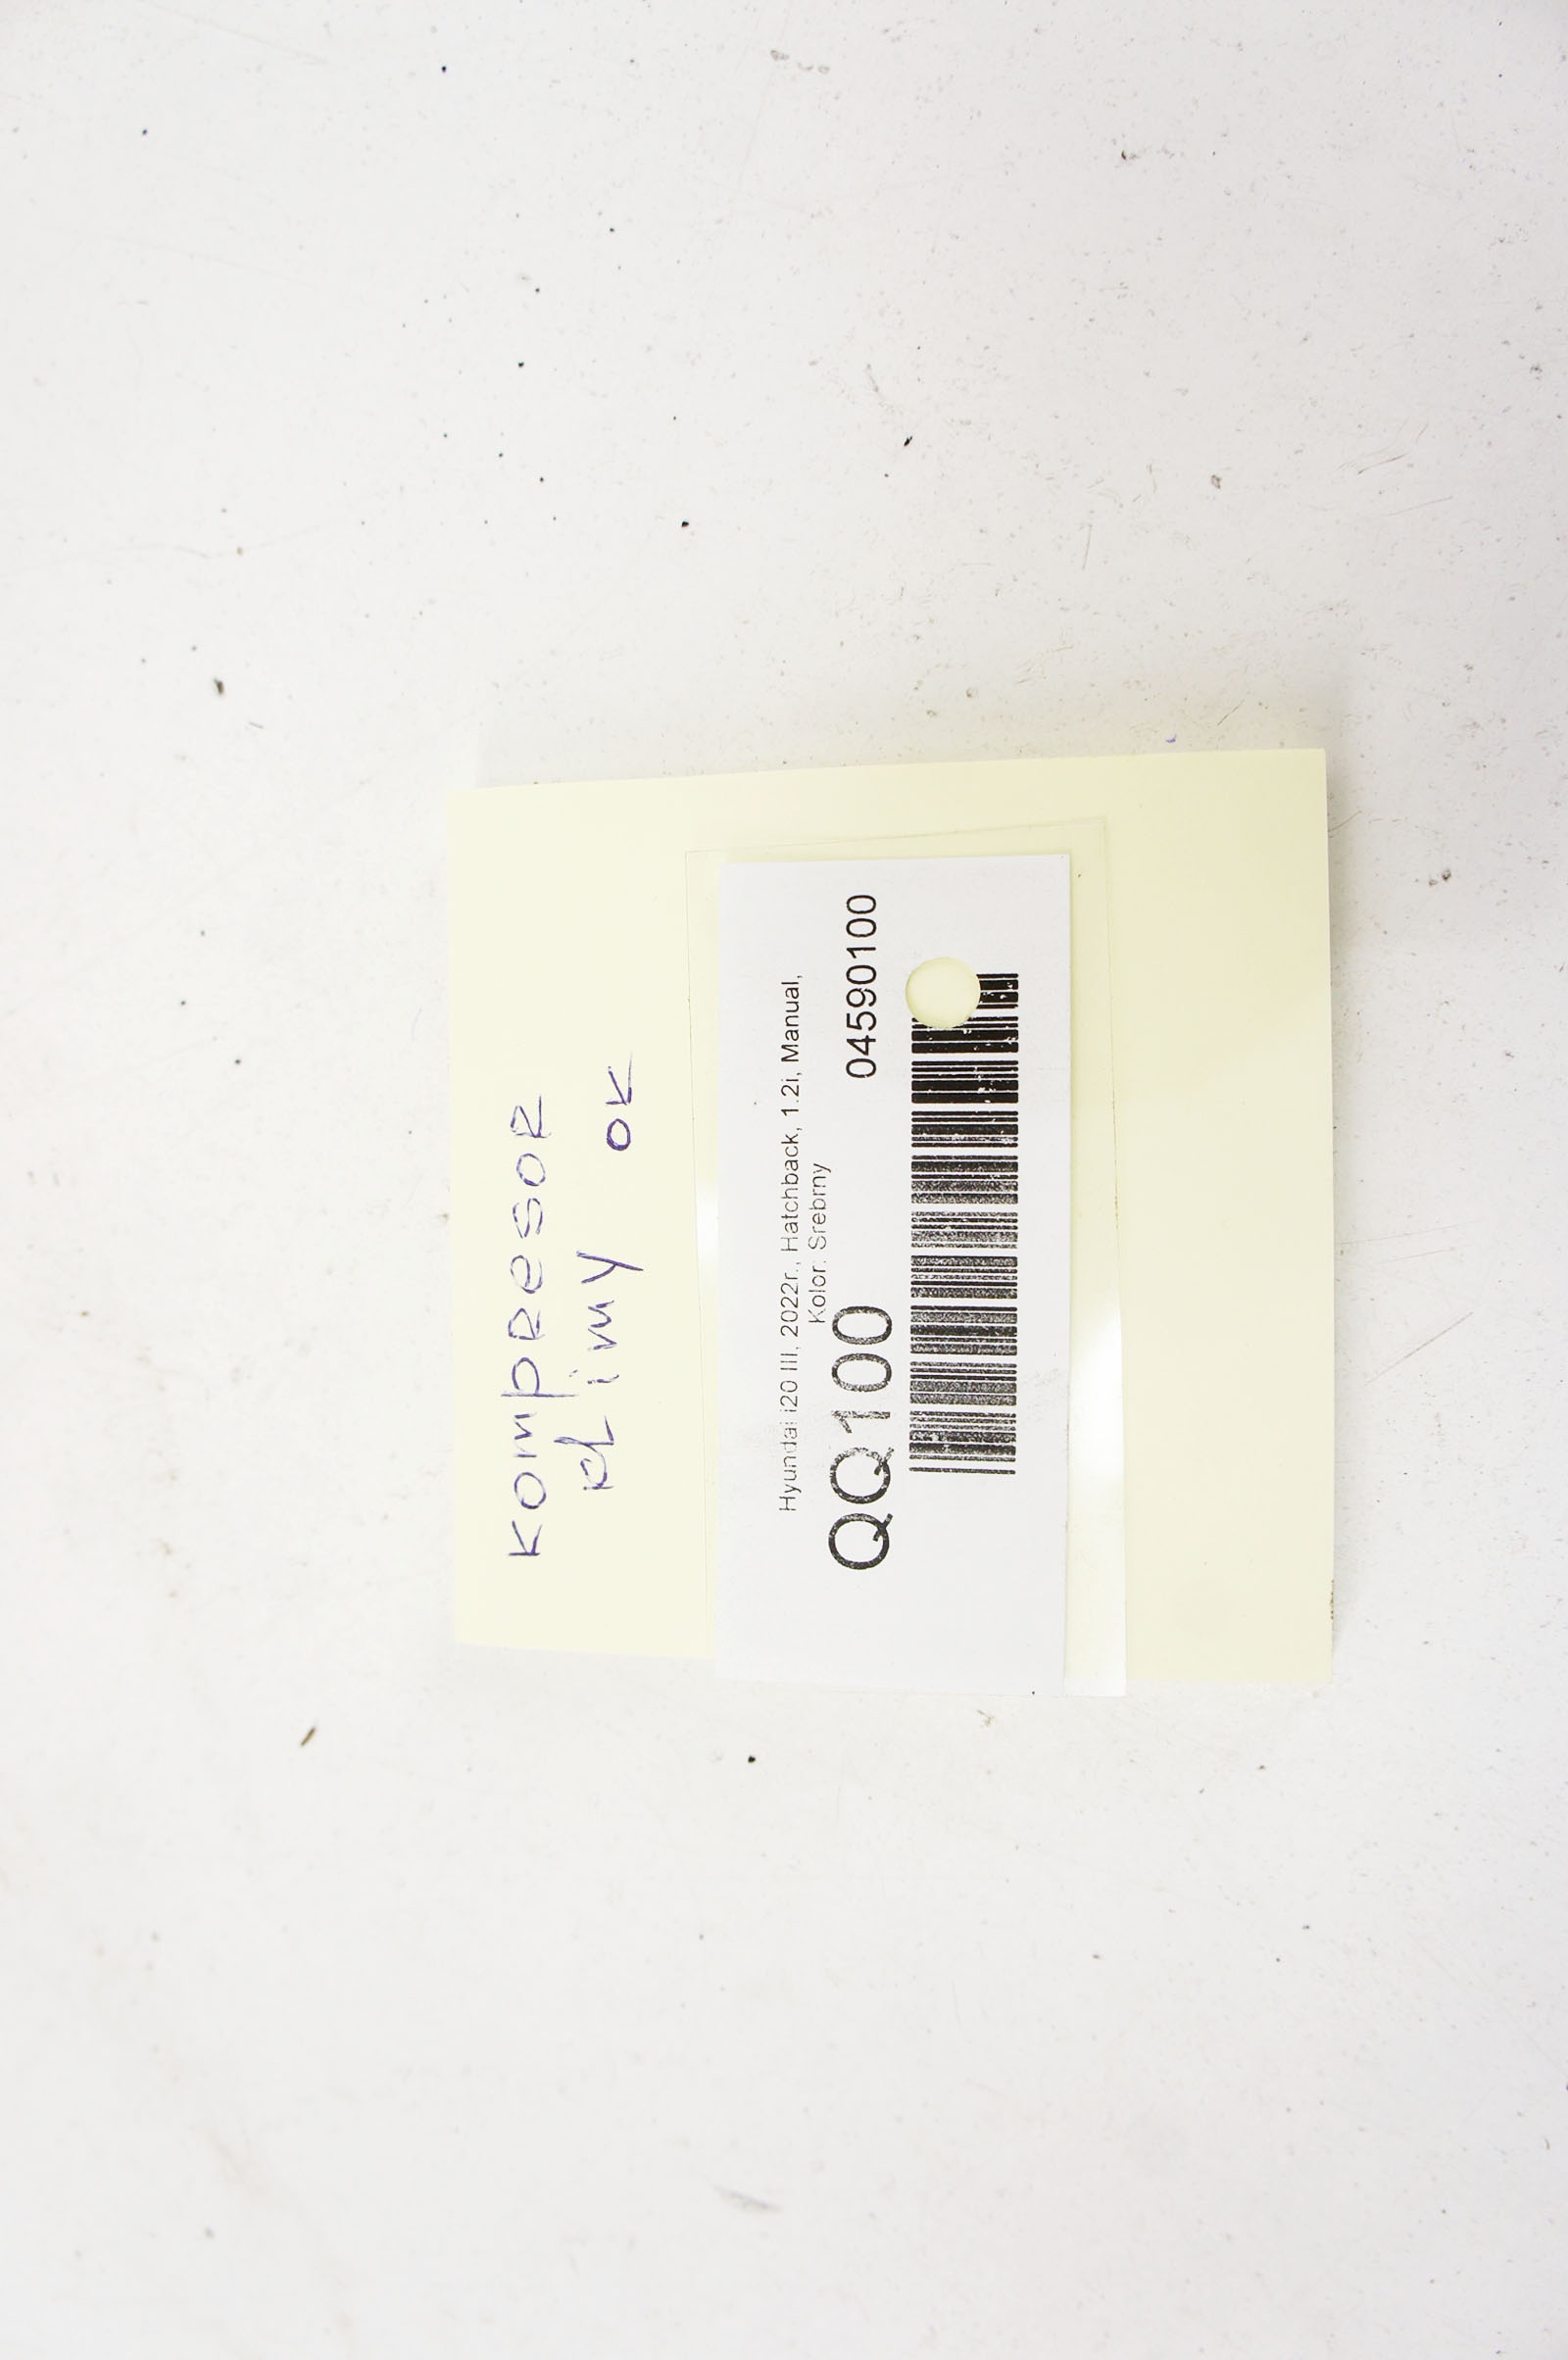 Kompresor
klimy ok
Hyundai i20 III, 2022r., Hatchback, 1.2i, Manual,
Kolor: Srebrny
QQ100 04590100